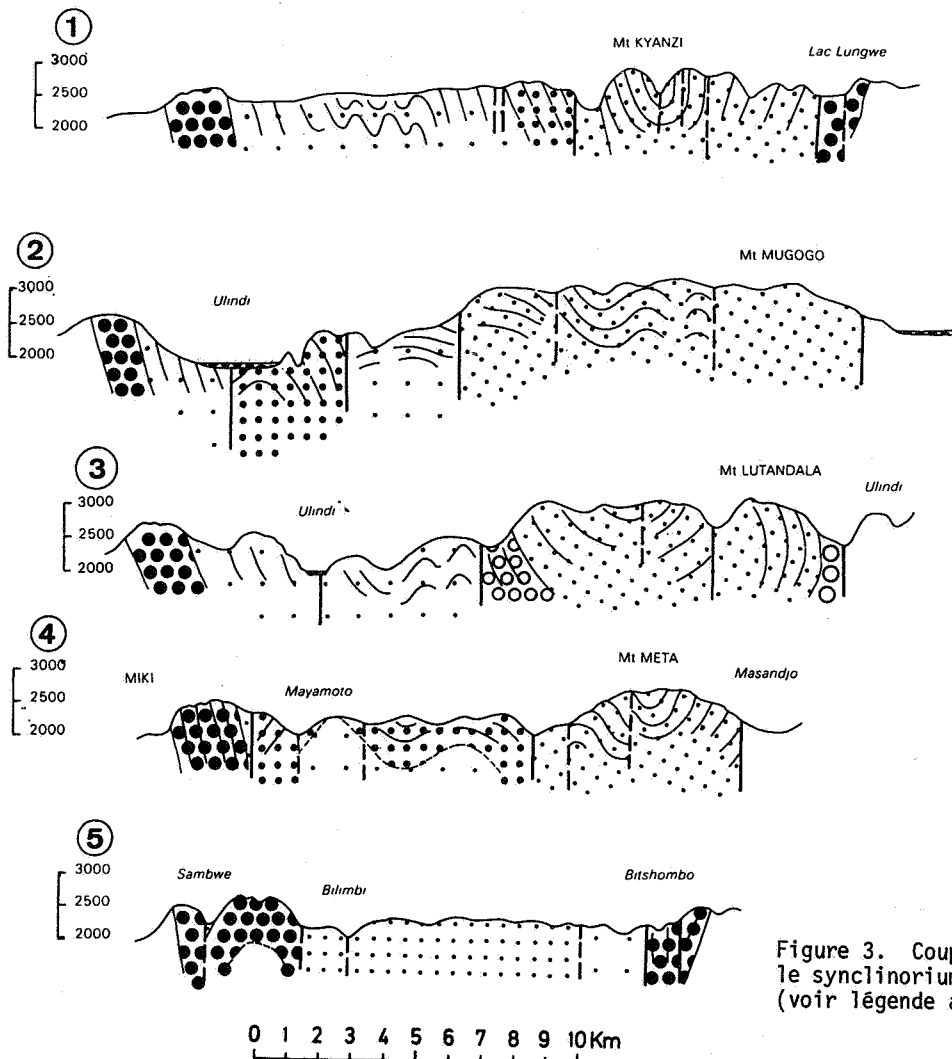 1
Mt KYANZI
Lac Lungwe
3000
2500
2000
2
Mt MUGOGO
Ulindi
3000
2500
2000
3
Mt LUTANDALA
Ulindi
Ulindi
3000
2500
2000
4
Mt META
3000
MIKI
Masandjo
Mayamoto
2500
2000
5
3000
Sambwe
Bilimbi
Bitshombo
2500
2000
Figure 3. Coup
le synclinorium
(voir légende a
0 1 2 3 4 5 6 7 8 9 10Km